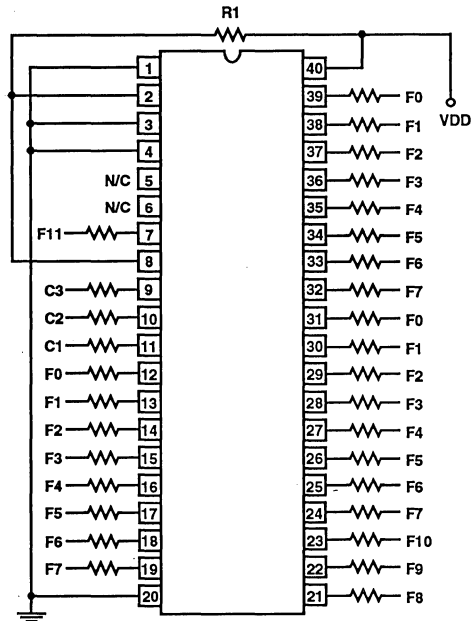 R1
1 40
2 39 F0
VDD
3 38 F1
4 37 F2
N/C 5 36 F3
N/C 6 35 F4
F11 7 34 F5
8 33 F6
C3 9 32 F7
C2 10 31 F0
C1 11 30 F1
F0 12 29 F2
F1 13 28 F3
F2 14 27 F4
F3 15 26 F5
F4 16 25 F6
F5 17 24 F7
F6 18 23 F10
F7 19 22 F9
20 21 F8